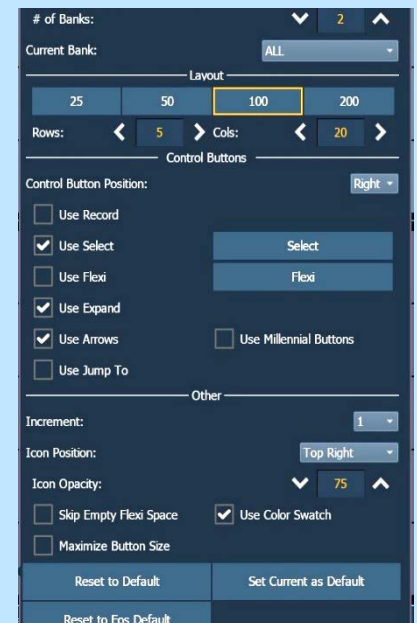 # of Banks: 2
Current Bank: ALL
Layout
25 50 100 200
Rows: 5 Cols: 20
Control Buttons
Control Button Position: Right
Use Record
Use Select Select
Use Flexi Flexi
Use Expand
Use Arrows Use Millennial Buttons
Use Jump To
Other
Increment: 1
Icon Position: Top Right
Icon Opacity: 75
Skip Empty Flexi Space Use Color Swatch
Maximize Button Size
Reset to Default Set Current as Default
Reset to Eos Default